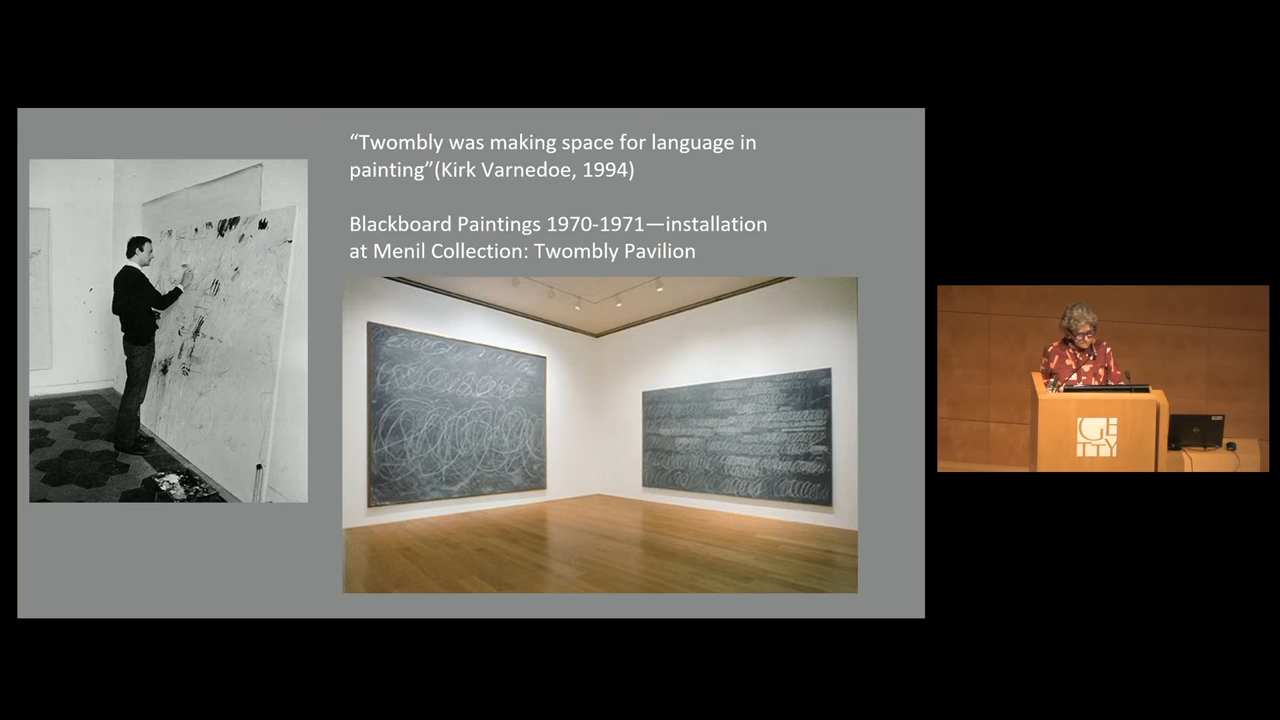 “Twombly was making space for language in
painting”(Kirk Varnedoe, 1994)
Blackboard Paintings 1970-1971—installation
at Menil Collection: Twombly Pavilion
GETTY